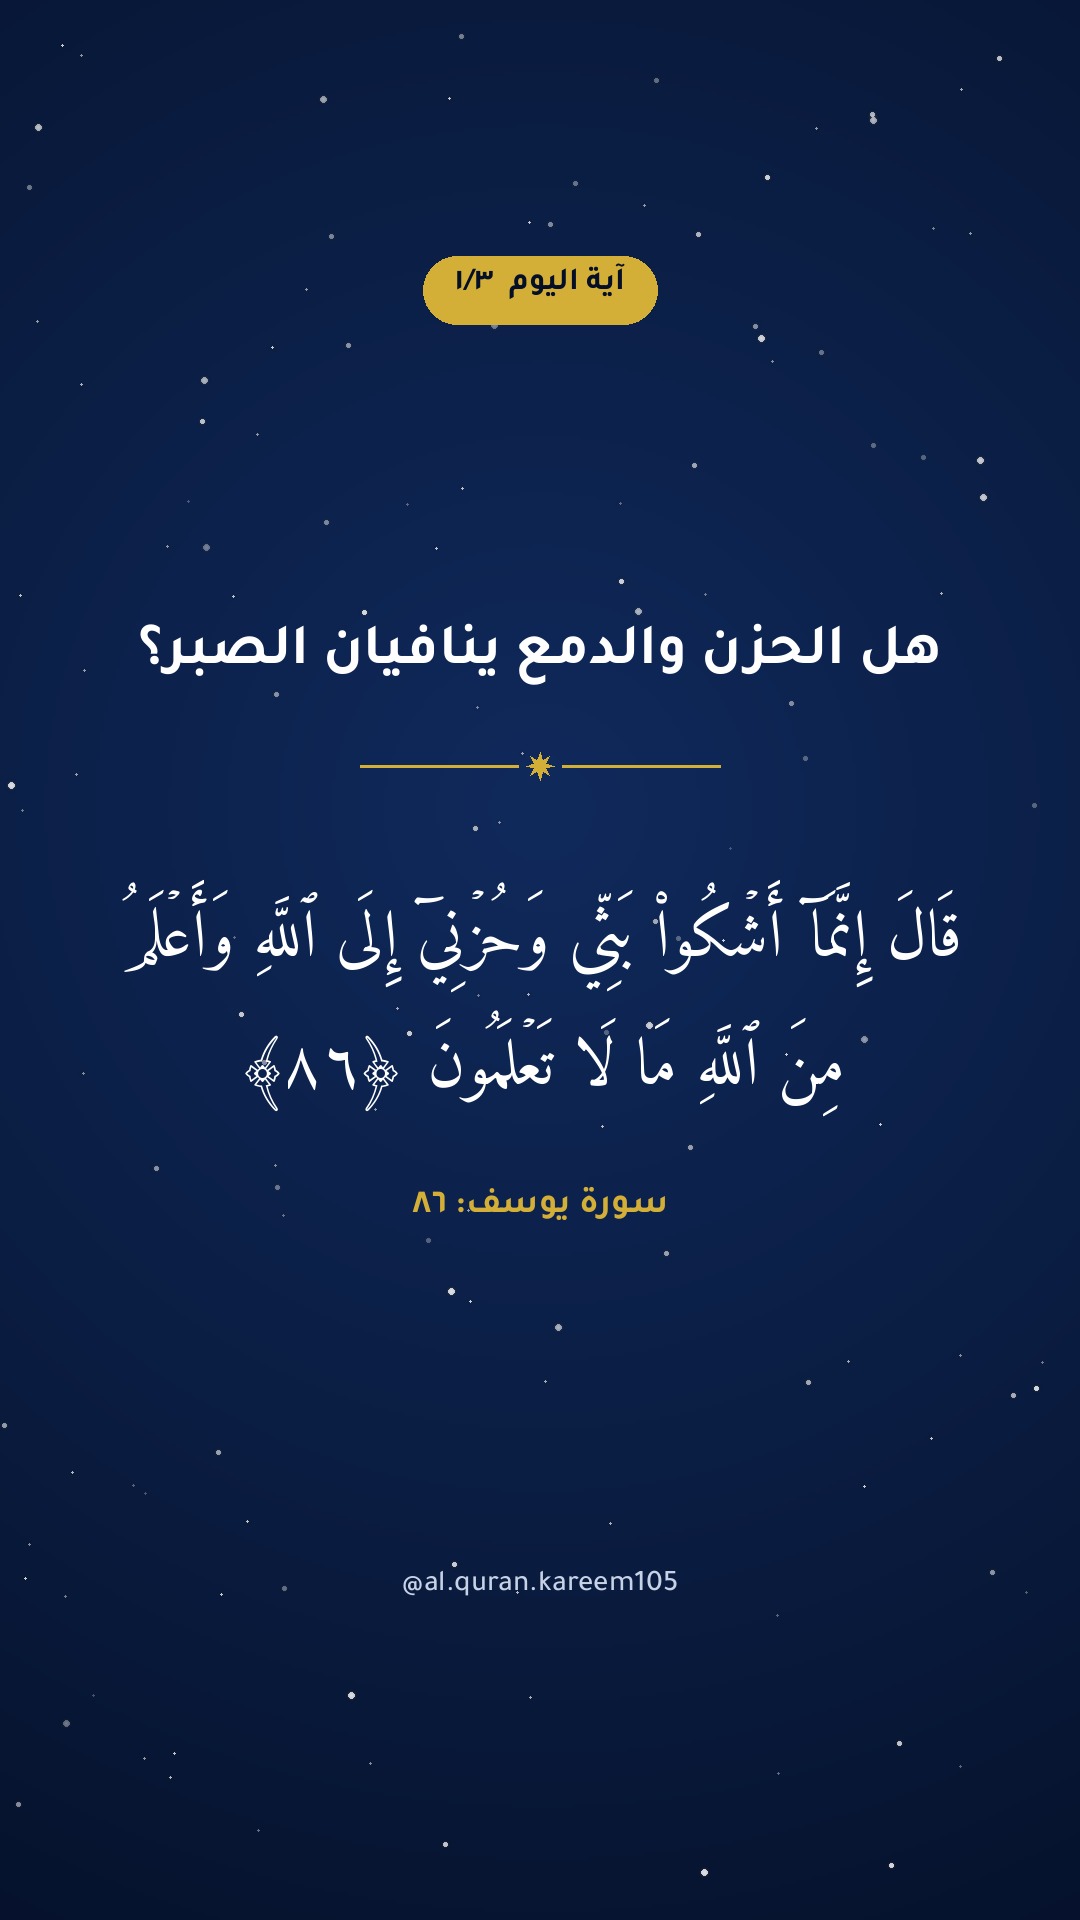 آية اليوم ١/٣
هل الحزن والدمع ينافيان الصبر؟
قَالَ إِنَّمَآ أَشۡكُواْ بَثِّي وَحُزۡنِيٓ إِلَى ٱللَّهِ وَأَعۡلَمُ
مِنَ ٱللَّهِ مَا لَا تَعۡلَمُونَ ﴿٨٦﴾
سورة يوسف: ٨٦
@al.quran.kareem105